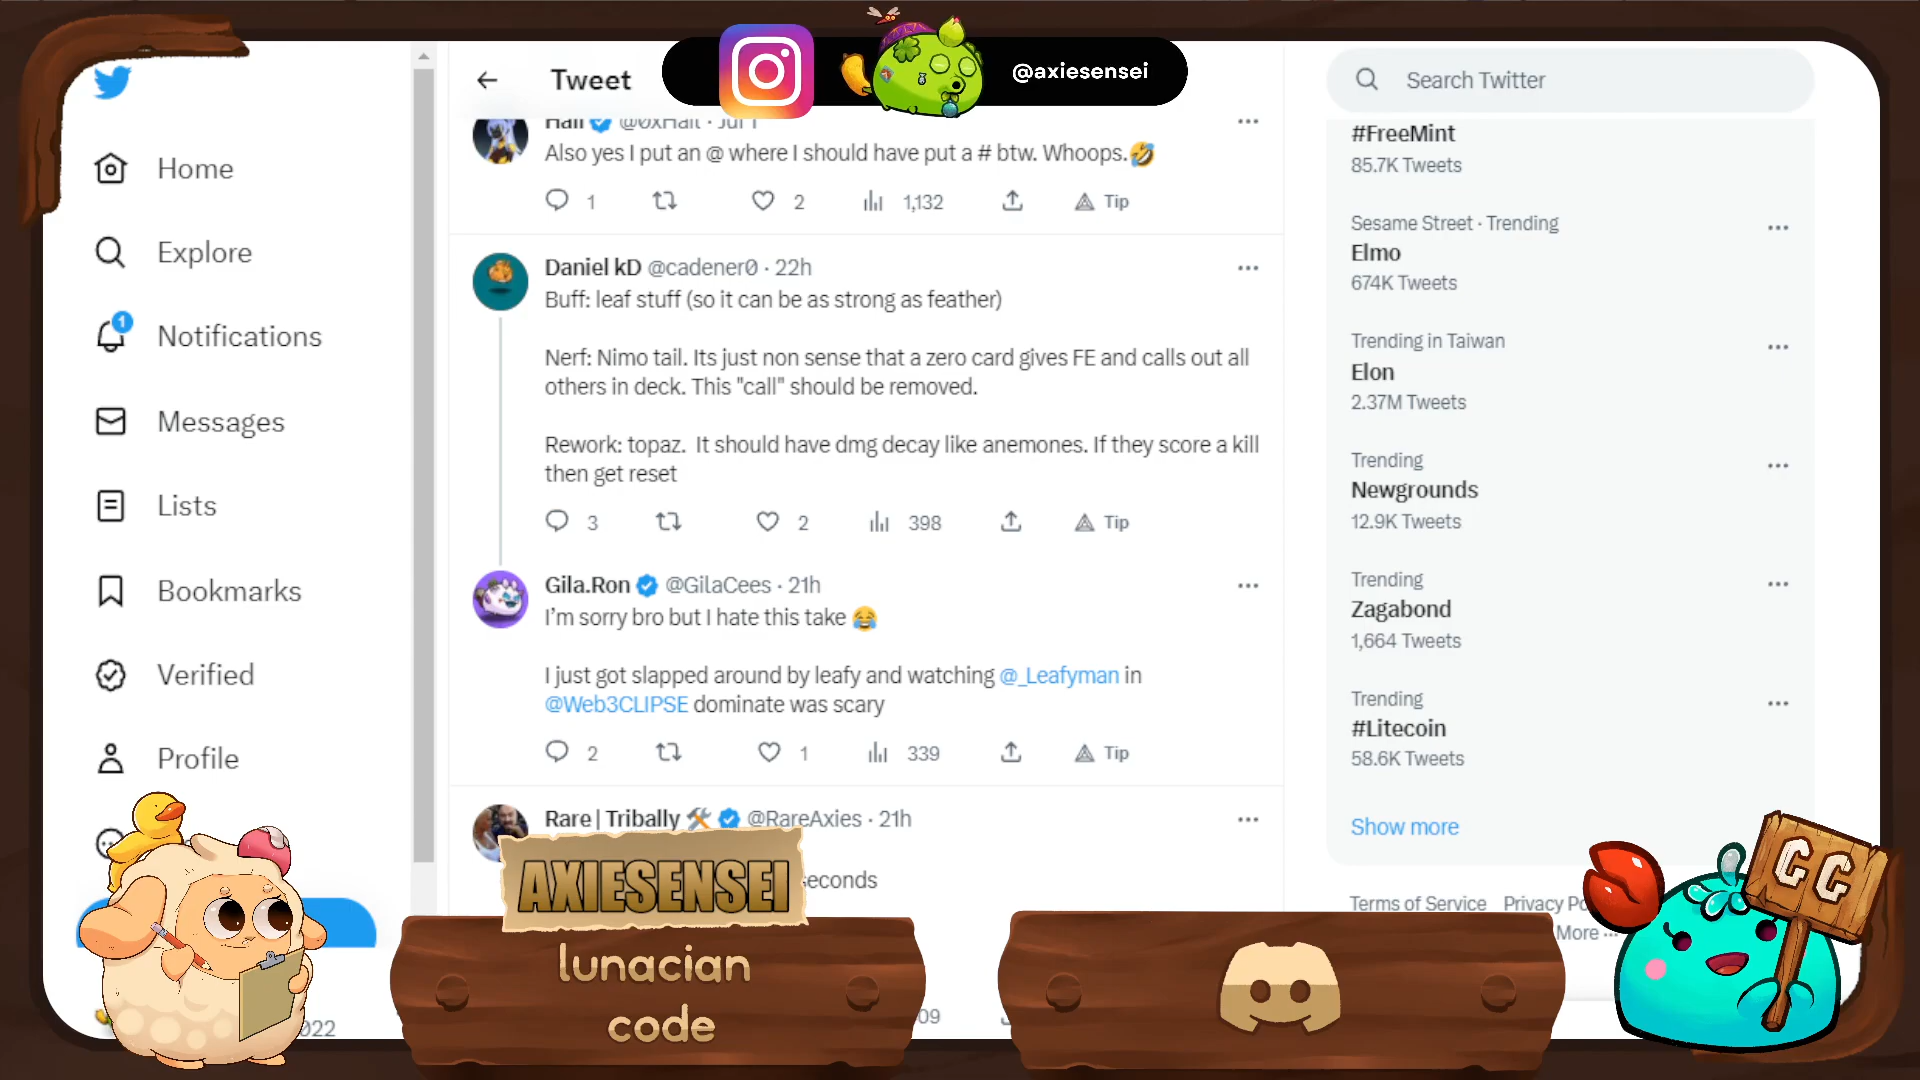 @axiesensei
Tweet
Search Twitter
Home
Explore
1
Notifications
Messages
Lists
Bookmarks
Verified
Profile
@0xHalt · Jul 1
Also yes I put an @ where I should have put a # btw. Whoops.🤣
1 2 1,132 Tip
Daniel kD @cadener0 · 22h
Buff: leaf stuff (so it can be as strong as feather)
Nerf: Nimo tail. Its just non sense that a zero card gives FE and calls out all
others in deck. This "call" should be removed.
Rework: topaz. It should have dmg decay like anemones. If they score a kill
then get reset
3 2 398 Tip
Gila.Ron @GilaCees · 21h
I'm sorry bro but I hate this take 😂
I just got slapped around by leafy and watching @_Leafyman in
@Web3CLIPSE dominate was scary
2 1 339 Tip
Rare | Tribally 🛠️ @RareAxies · 21h
seconds
#FreeMint
85.7K Tweets
Sesame Street · Trending
Elmo
674K Tweets
Trending in Taiwan
Elon
2.37M Tweets
Trending
Newgrounds
12.9K Tweets
Trending
Zagabond
1,664 Tweets
Trending
#Litecoin
58.6K Tweets
Show more
Terms of Service Privacy
More ...
AXIESENSEI
lunacian
code
CC